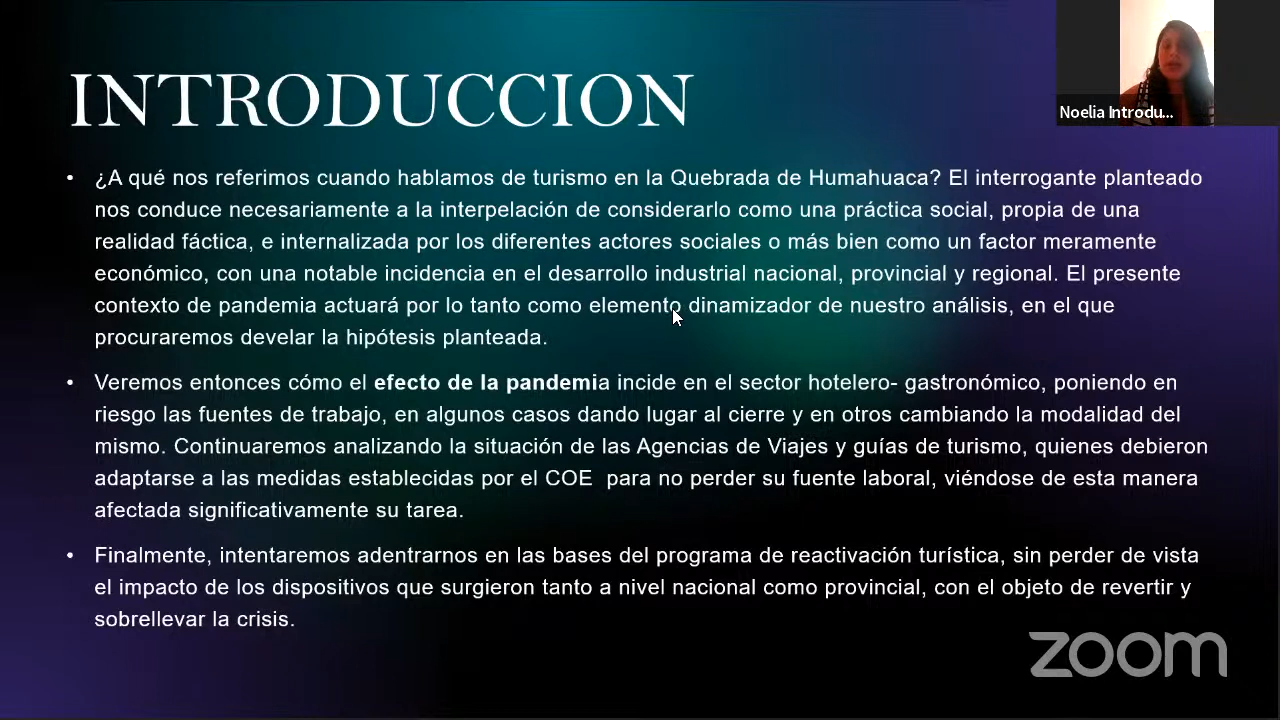 INTRODUCCION
Noelia Introdu...
• ¿A qué nos referimos cuando hablamos de turismo en la Quebrada de Humahuaca? El interrogante planteado
nos conduce necesariamente a la interpelación de considerarlo como una práctica social, propia de una
realidad fáctica, e internalizada por los diferentes actores sociales o más bien como un factor meramente
económico, con una notable incidencia en el desarrollo industrial nacional, provincial y regional. El presente
contexto de pandemia actuará por lo tanto como elemento dinamizador de nuestro análisis, en el que
procuraremos develar la hipótesis planteada.
• Veremos entonces cómo el efecto de la pandemia incide en el sector hotelero- gastronómico, poniendo en
riesgo las fuentes de trabajo, en algunos casos dando lugar al cierre y en otros cambiando la modalidad del
mismo. Continuaremos analizando la situación de las Agencias de Viajes y guías de turismo, quienes debieron
adaptarse a las medidas establecidas por el COE  para no perder su fuente laboral, viéndose de esta manera
afectada significativamente su tarea.
• Finalmente, intentaremos adentrarnos en las bases del programa de reactivación turística, sin perder de vista
el impacto de los dispositivos que surgieron tanto a nivel nacional como provincial, con el objeto de revertir y
sobrellevar la crisis.
zoom